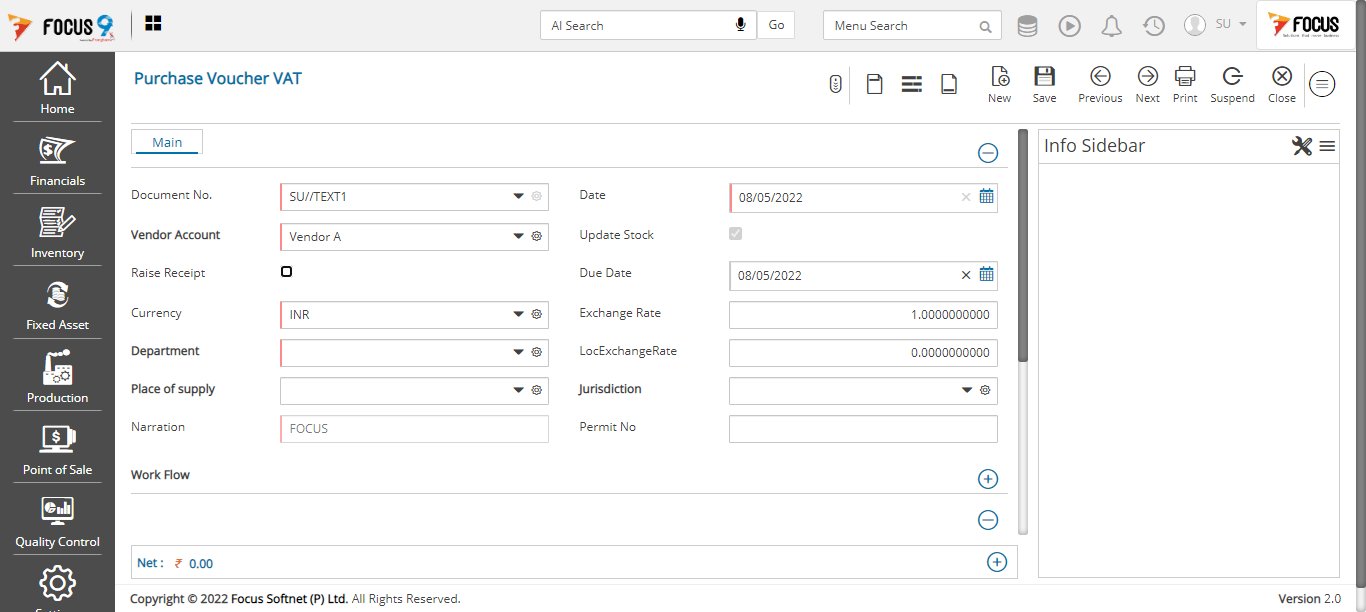 FOCUS 9
AI Search
Go
Menu Search
SU
FOCUS
Home
Financials
Inventory
Fixed Asset
Production
Point of Sale
Quality Control
Purchase Voucher VAT
New
Save
Previous
Next
Print
Suspend
Close
Main
Info Sidebar
Document No.
SU//TEXT1
Date
08/05/2022
Vendor Account
Vendor A
Update Stock
Raise Receipt
Due Date
08/05/2022
Currency
INR
Exchange Rate
1.0000000000
Department
LocExchangeRate
0.0000000000
Place of supply
Jurisdiction
Narration
FOCUS
Permit No
Work Flow
Net : ₹ 0.00
Copyright © 2022 Focus Softnet (P) Ltd. All Rights Reserved.
Version 2.0